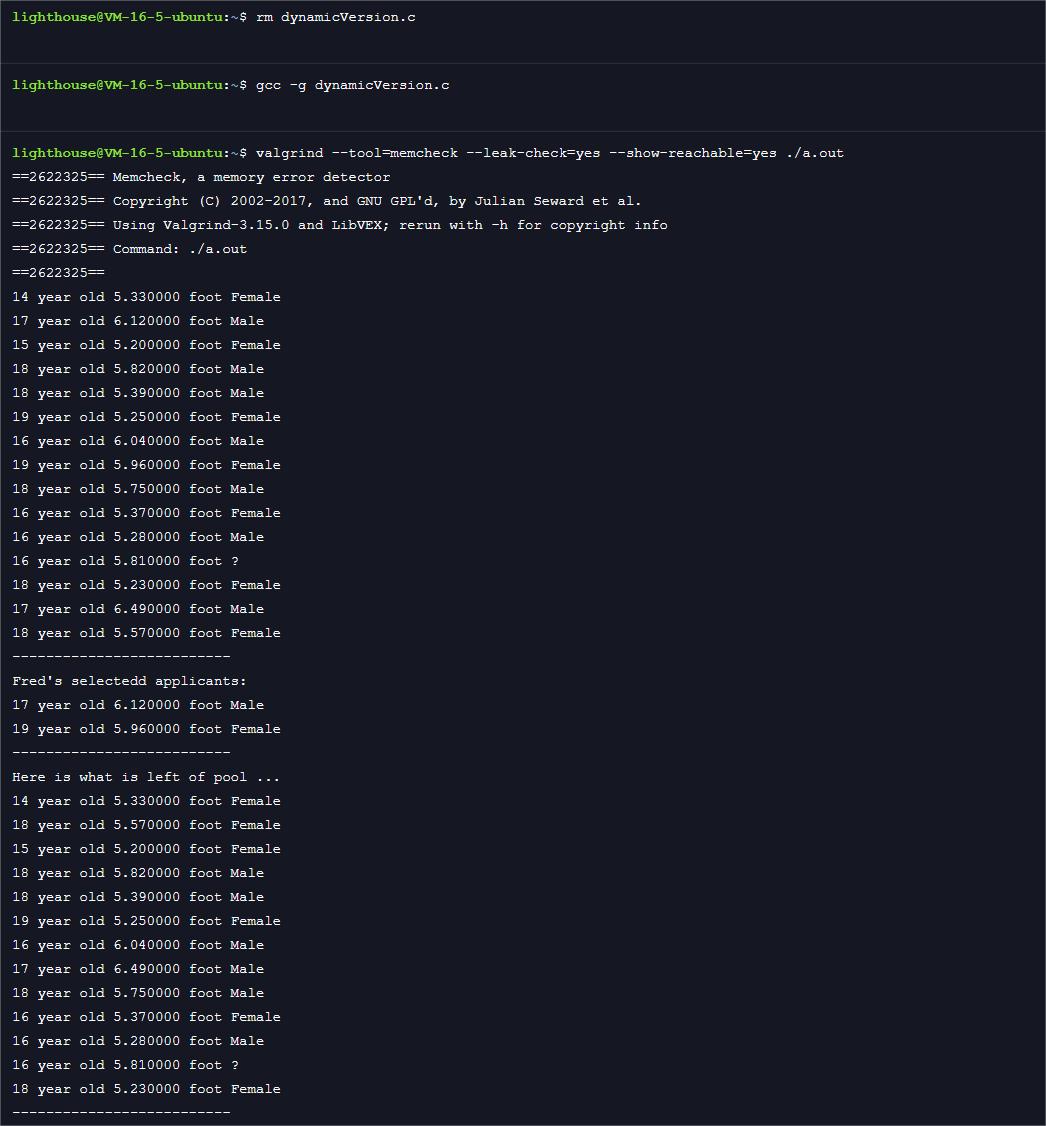 lighthouse@VM-16-5-ubuntu:~$ rm dynamicVersion.c
lighthouse@VM-16-5-ubuntu:~$ gcc -g dynamicVersion.c
lighthouse@VM-16-5-ubuntu:~$ valgrind --tool=memcheck --leak-check=yes --show-reachable=yes ./a.out
==2622325== Memcheck, a memory error detector
==2622325== Copyright (C) 2002-2017, and GNU GPL'd, by Julian Seward et al.
==2622325== Using Valgrind-3.15.0 and LibVEX; rerun with -h for copyright info
==2622325== Command: ./a.out
==2622325==
14 year old 5.330000 foot Female
17 year old 6.120000 foot Male
15 year old 5.200000 foot Female
18 year old 5.820000 foot Male
18 year old 5.390000 foot Male
19 year old 5.250000 foot Female
16 year old 6.040000 foot Male
19 year old 5.960000 foot Female
18 year old 5.750000 foot Male
16 year old 5.370000 foot Female
16 year old 5.280000 foot Male
16 year old 5.810000 foot ?
18 year old 5.230000 foot Female
17 year old 6.490000 foot Male
18 year old 5.570000 foot Female
--------------------------
Fred's selectedd applicants:
17 year old 6.120000 foot Male
19 year old 5.960000 foot Female
--------------------------
Here is what is left of pool ...
14 year old 5.330000 foot Female
18 year old 5.570000 foot Female
15 year old 5.200000 foot Female
18 year old 5.820000 foot Male
18 year old 5.390000 foot Male
19 year old 5.250000 foot Female
16 year old 6.040000 foot Male
17 year old 6.490000 foot Male
18 year old 5.750000 foot Male
16 year old 5.370000 foot Female
16 year old 5.280000 foot Male
16 year old 5.810000 foot ?
18 year old 5.230000 foot Female
--------------------------